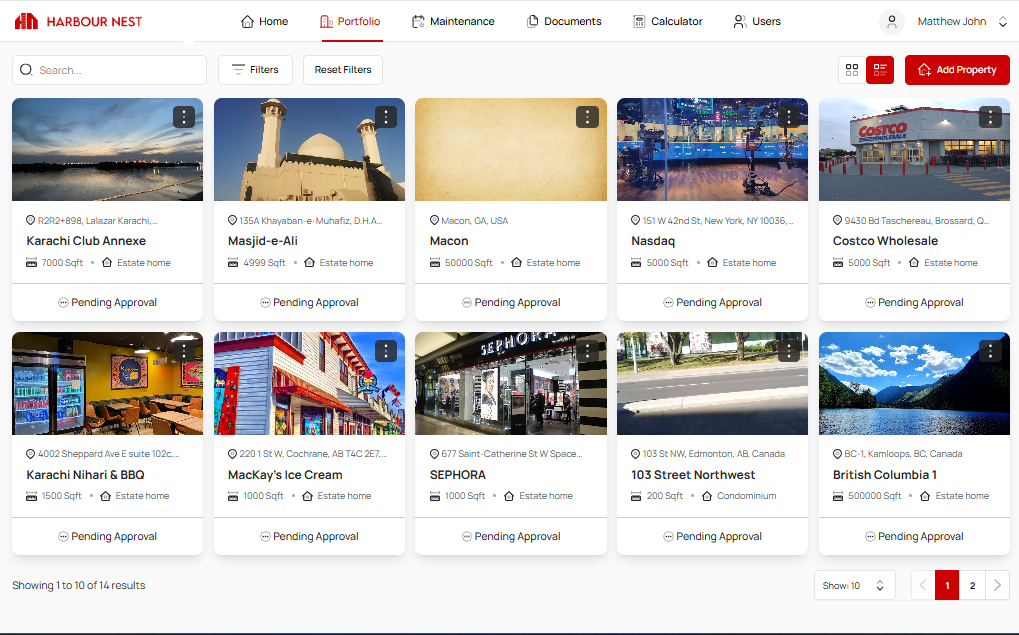 HARBOUR NEST
Home
Portfolio
Maintenance
Documents
Calculator
Users
Matthew John
Search...
Filters
Reset Filters
Add Property
COSTCO
WHOLESALE
R2R2+898, Lalazar Karachi,...
Karachi Club Annexe
7000 Sqft • Estate home
Pending Approval
135A Khayaban-e-Muhafiz, D.H.A...
Masjid-e-Ali
4999 Sqft • Estate home
Pending Approval
Macon, GA, USA
Macon
50000 Sqft • Estate home
Pending Approval
151 W 42nd St, New York, NY 10036,...
Nasdaq
5000 Sqft • Estate home
Pending Approval
9430 Bd Taschereau, Brossard, Q...
Costco Wholesale
5000 Sqft • Estate home
Pending Approval
SEPHORA
4002 Sheppard Ave E suite 102c,...
Karachi Nihari & BBQ
1500 Sqft • Estate home
Pending Approval
220 1 St W, Cochrane, AB T4C 2E7,...
MacKay's Ice Cream
1000 Sqft • Estate home
Pending Approval
677 Saint-Catherine St W Space...
SEPHORA
1000 Sqft • Estate home
Pending Approval
103 St NW, Edmonton, AB, Canada
103 Street Northwest
200 Sqft • Condominium
Pending Approval
BC-1, Kamloops, BC, Canada
British Columbia 1
500000 Sqft • Estate home
Pending Approval
Showing 1 to 10 of 14 results
Show: 10
1
2